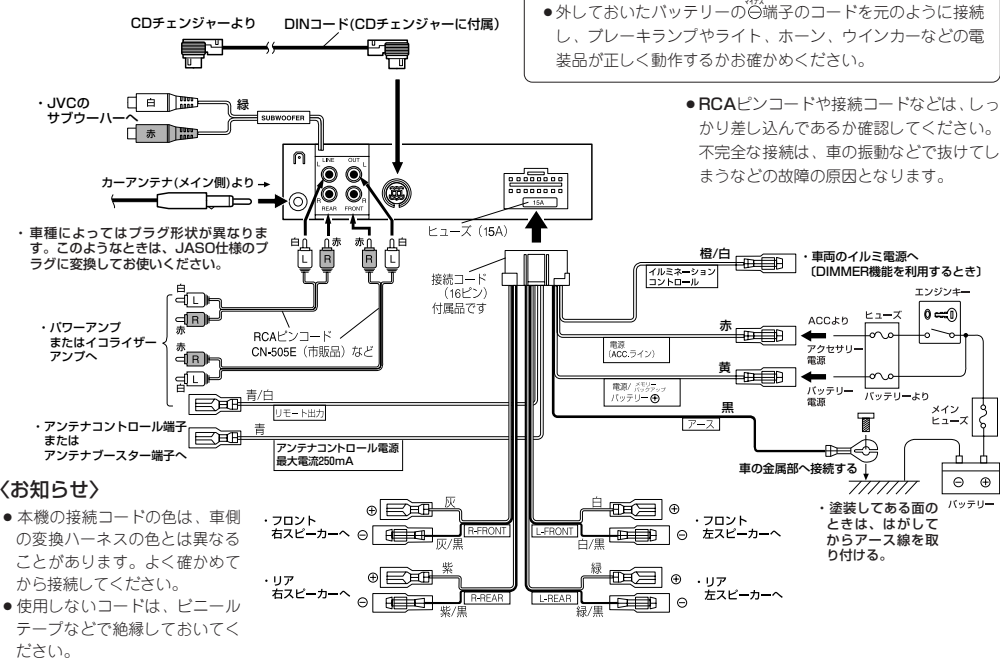 CDチェンジャーより
DINコード(CDチェンジャーに付属)
●外しておいたバッテリーの⊖端子のコードを元のように接続
マイナス
し、ブレーキランプやライト、ホーン、ウインカーなどの電
装品が正しく動作するかお確かめください。
●RCAピンコードや接続コードなどは、しっ
かり差し込んであるか確認してください。
不完全な接続は、車の振動などで抜けてし
まうなどの故障の原因となります。
・JVCの
サブウーハーへ
白
赤
緑
SUBWOOFER
LINE OUT
L L
R R
REAR FRONT
15A
カーアンテナ(メイン側)より→
ヒューズ（15A）
・車種によってはプラグ形状が異なりま
す。このようなときは、JASO仕様のプ
ラグに変換してお使いください。
白 赤 赤 白
L R R L
接続コード
（16ピン）
付属品です
・パワーアンプ
またはイコライザー
アンプへ
白
L
R
赤
赤
R
L
白
RCAピンコード
CN-505E（市販品）など
青/白
リモート出力
・アンテナコントロール端子
または
アンテナブースター端子へ
青
アンテナコントロール電源
最大電流250mA
橙/白
イルミネーション
コントロール
・車両のイルミ電源へ
〔DIMMER機能を利用するとき〕
エンジンキー
赤
電源
（ACC.ライン）
ACCより
アクセサリー
電源
ヒューズ
黄
電源/メモリーバックアップ
バッテリー⊕
バッテリー
電源
バッテリーより
黒
アース
車の金属部へ接続する
メイン
ヒューズ
⊖ ⊕
バッテリー
・塗装してある面の
ときは、はがして
からアース線を取
り付ける。
〈お知らせ〉
●本機の接続コードの色は、車側
の変換ハーネスの色とは異なる
ことがあります。よく確かめて
から接続してください。
●使用しないコードは、ビニール
テープなどで絶縁しておいてく
ださい。
・フロント
右スピーカーへ
⊕
⊖
灰
R-FRONT
灰/黒
・リア
右スピーカーへ
⊕
⊖
紫
R-REAR
紫/黒
白
L-FRONT
白/黒
⊕
⊖
・フロント
左スピーカーへ
緑
L-REAR
緑/黒
⊕
⊖
・リア
左スピーカーへ